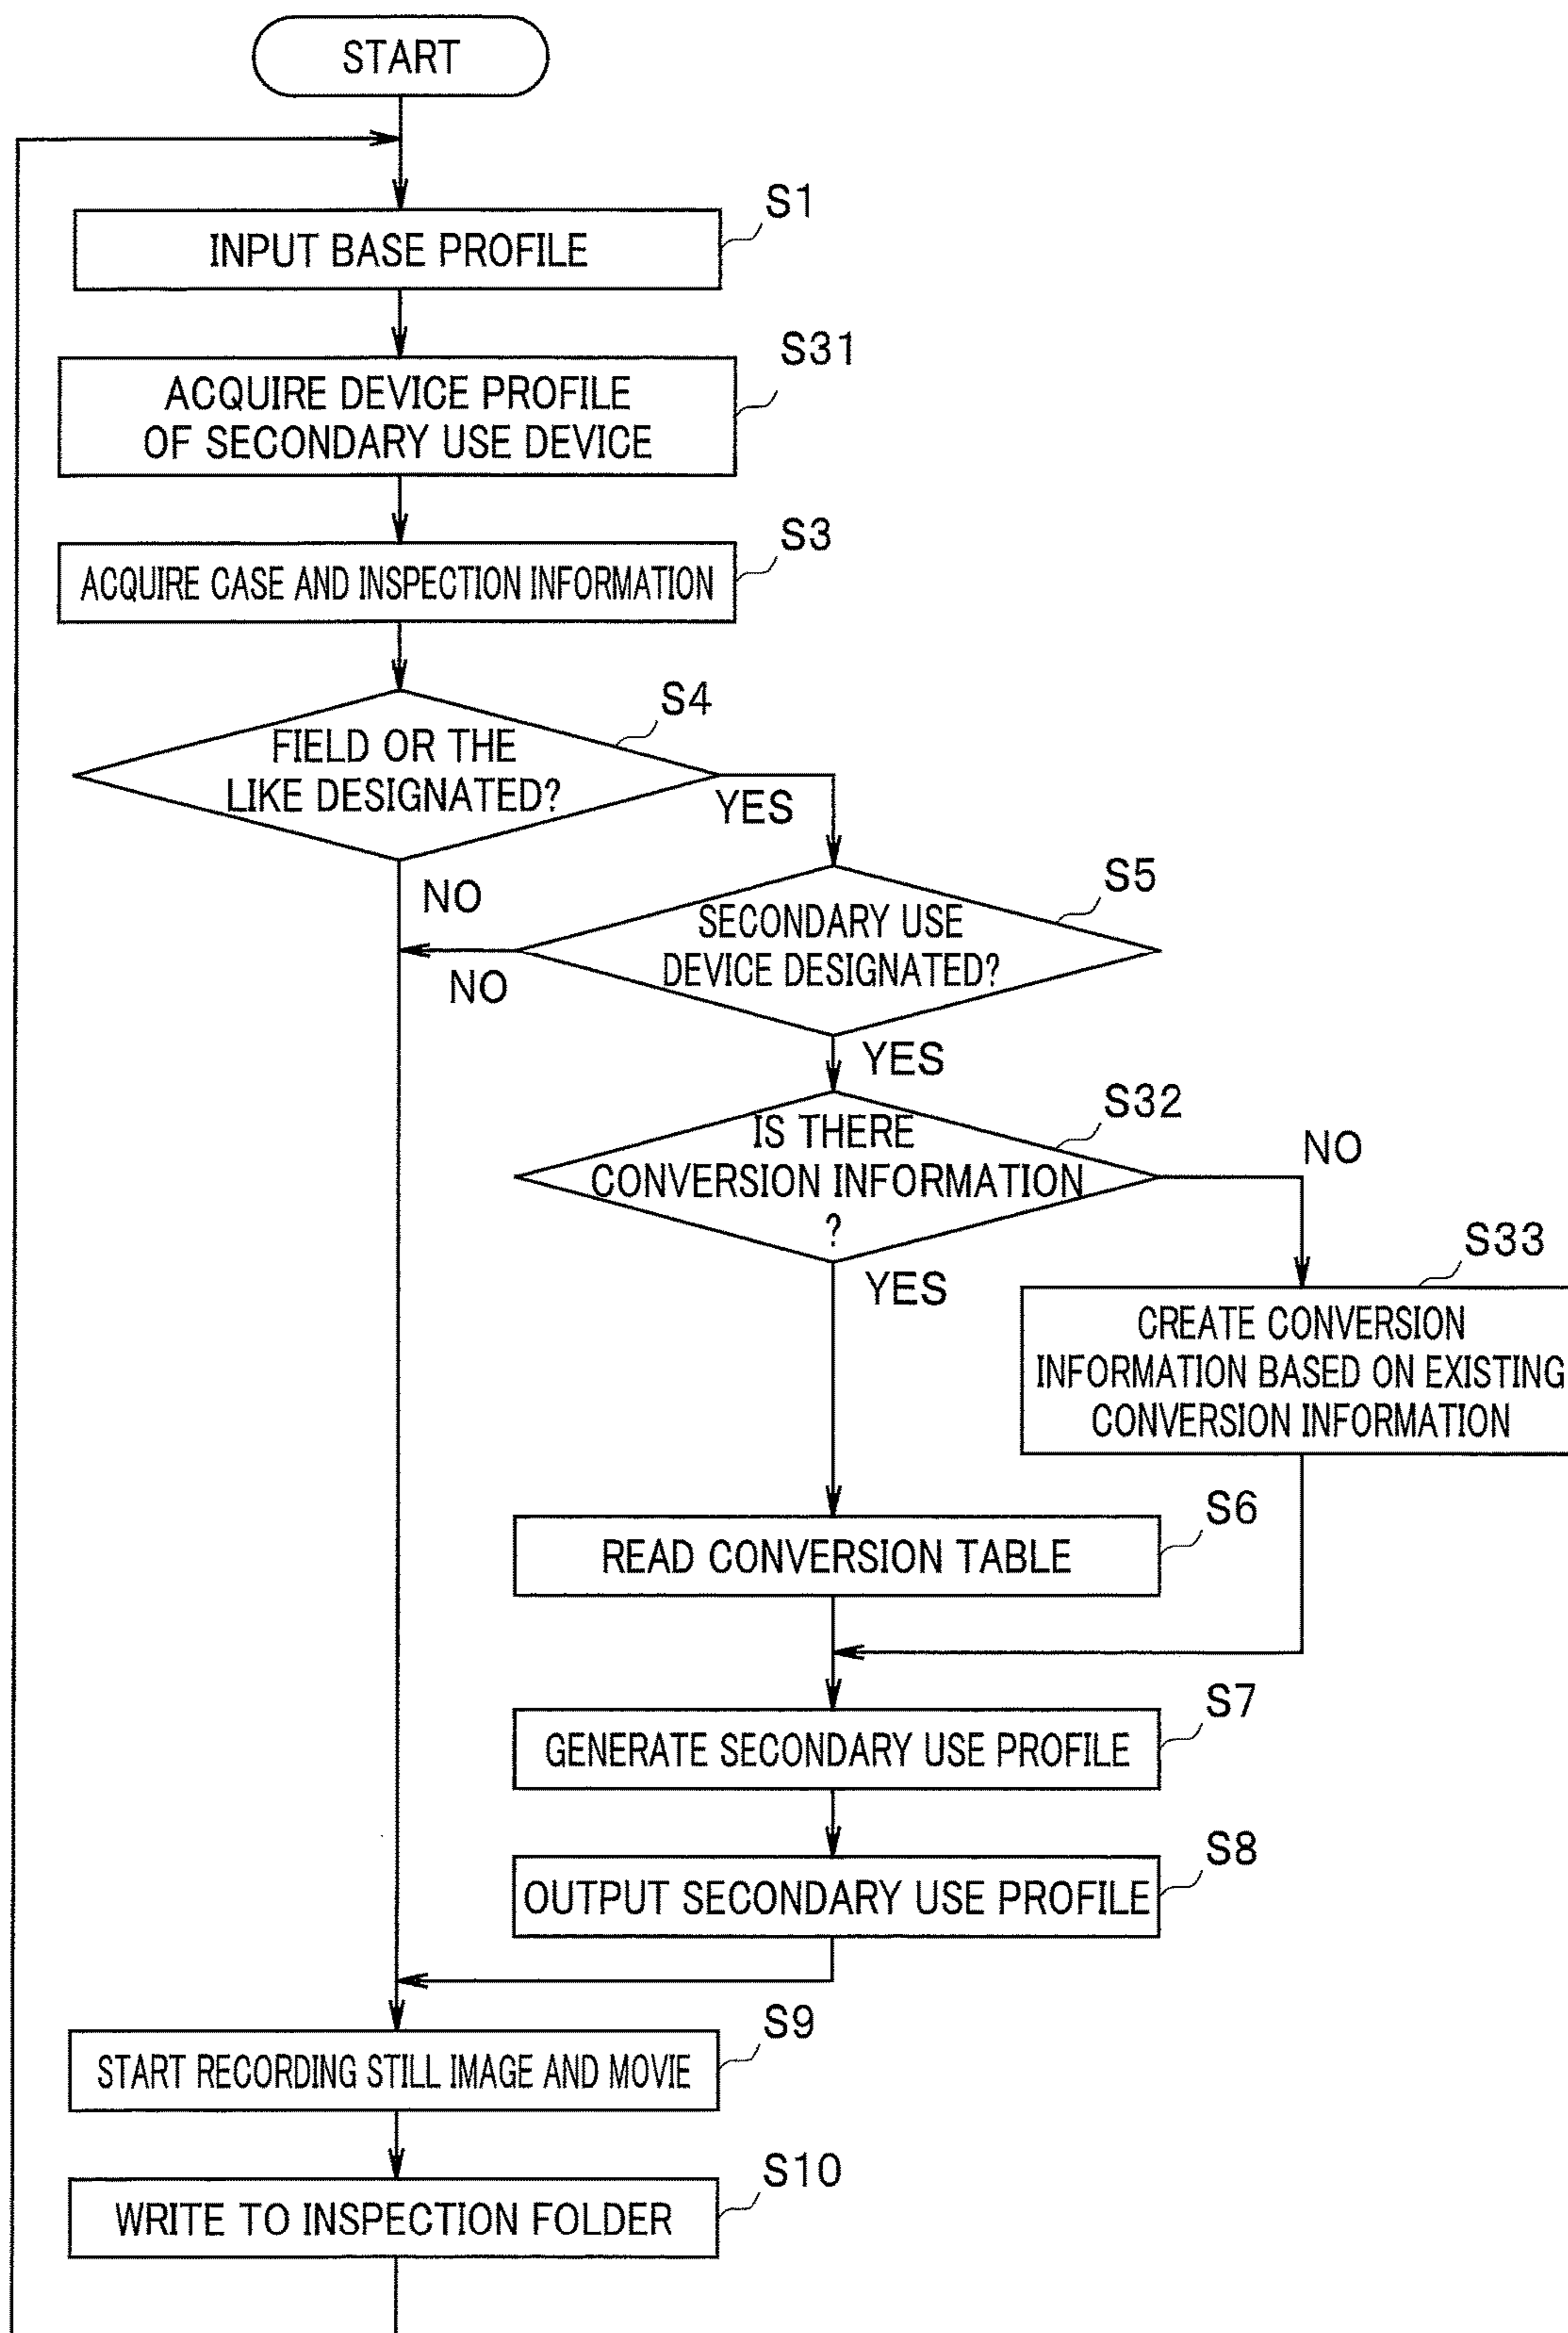 START
S1
INPUT BASE PROFILE
S31
ACQUIRE DEVICE PROFILE
OF SECONDARY USE DEVICE
S3
ACQUIRE CASE AND INSPECTION INFORMATION
S4
FIELD OR THE
LIKE DESIGNATED?
YES
NO
S5
SECONDARY USE
DEVICE DESIGNATED?
NO
YES
S32
IS THERE
CONVERSION INFORMATION
?
NO
YES
S33
CREATE CONVERSION
INFORMATION BASED ON EXISTING
CONVERSION INFORMATION
S6
READ CONVERSION TABLE
S7
GENERATE SECONDARY USE PROFILE
S8
OUTPUT SECONDARY USE PROFILE
S9
START RECORDING STILL IMAGE AND MOVIE
S10
WRITE TO INSPECTION FOLDER